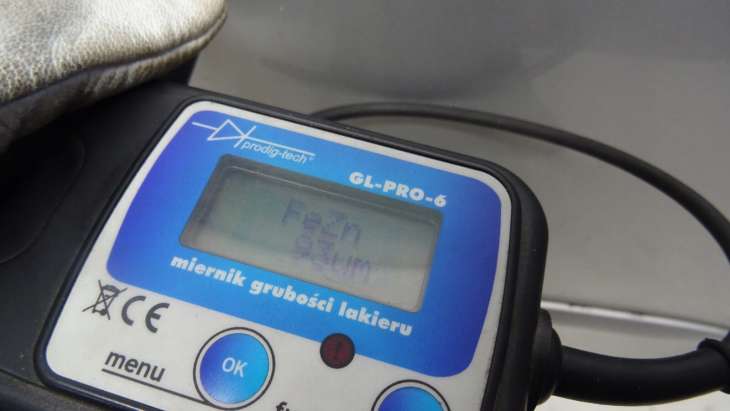 prodig-tech®
GL-PRO-6
FeZn
93um
miernik grubości lakieru
CE
OK
menu